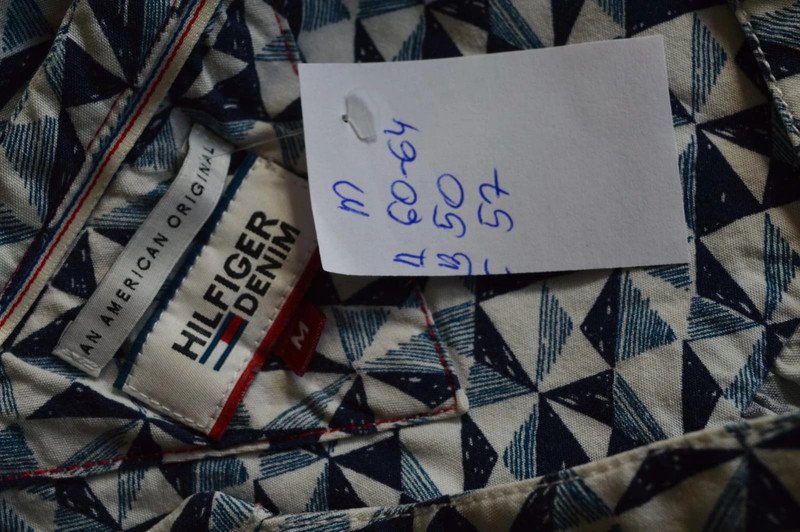 AN AMERICAN ORIGINAL
HILFIGER
DENIM
M
m
60-64
50
57